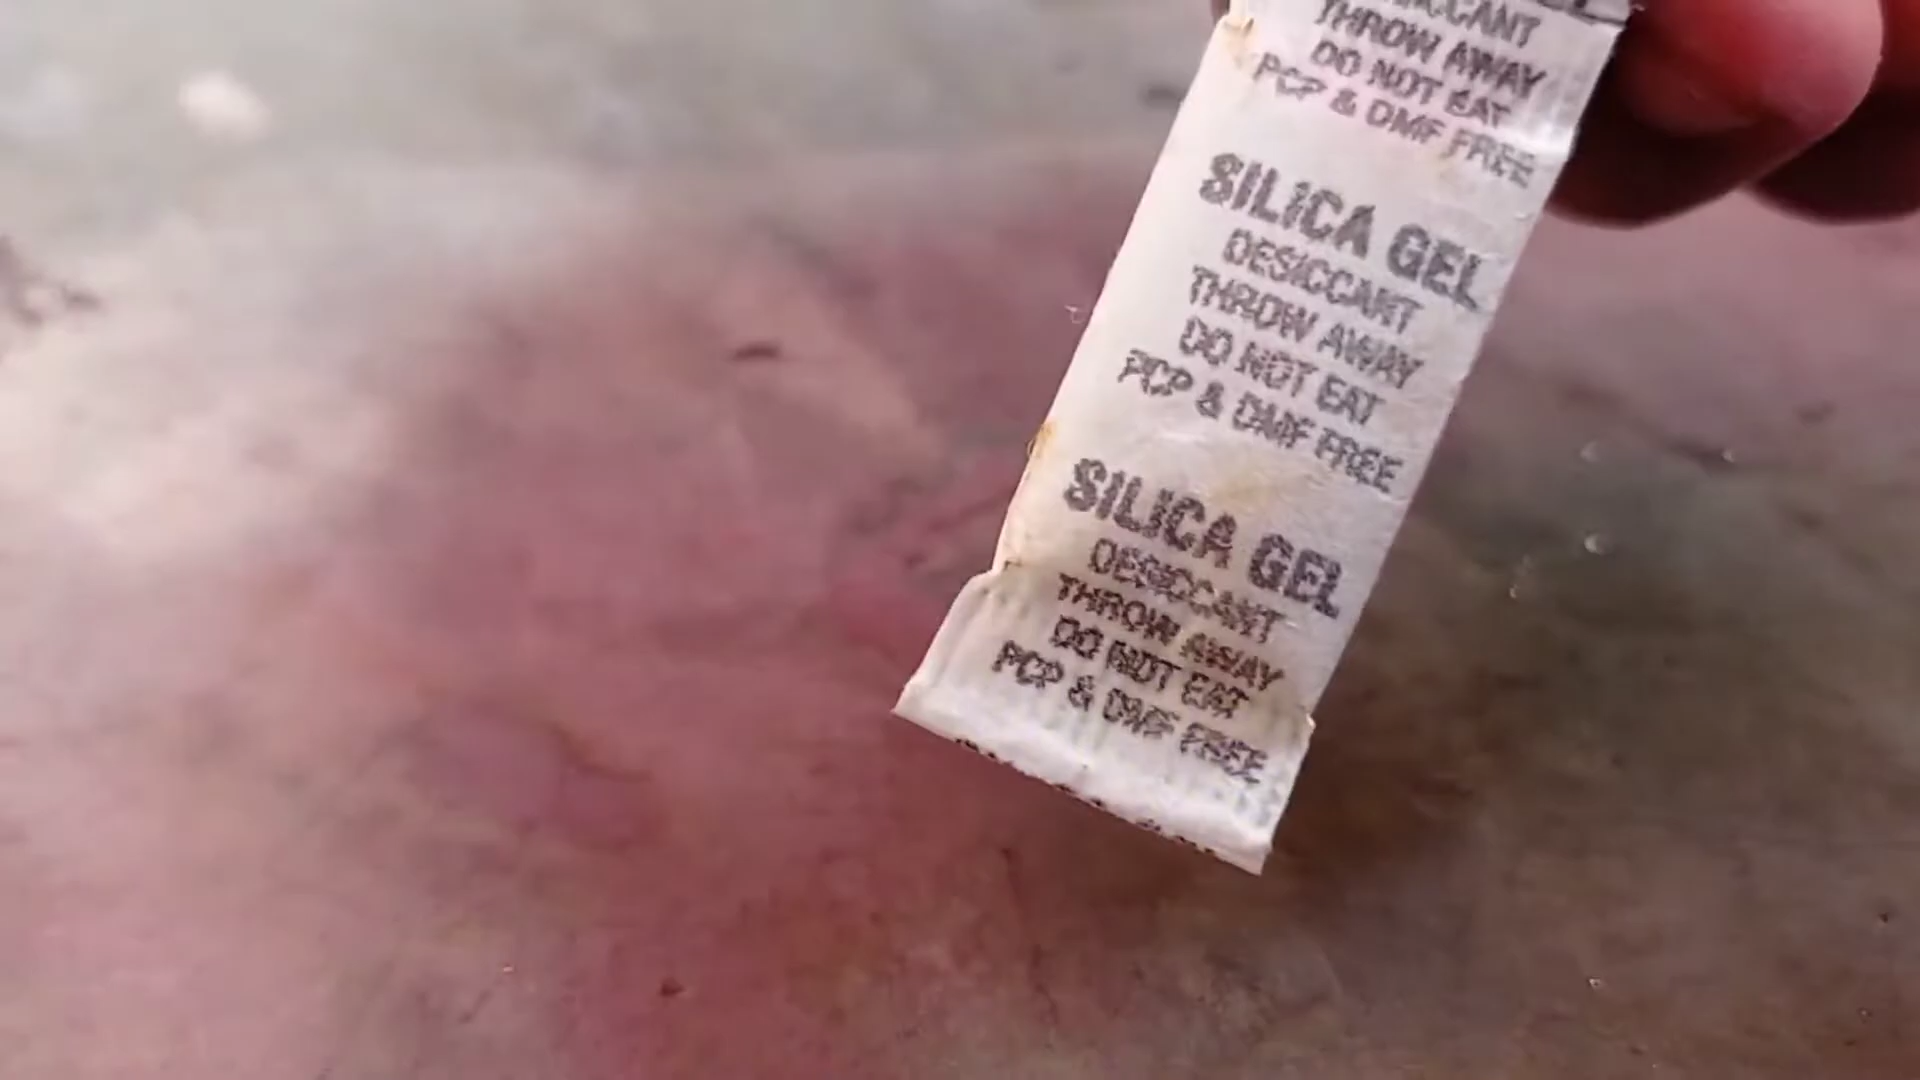 THROW AWAY
DO NOT EAT
PCP & DMF FREE
SILICA GEL
DESICCANT
THROW AWAY
DO NOT EAT
PCP & DMF FREE
SILICA GEL
DESICCANT
THROW AWAY
DO NOT EAT
PCP & DMF FREE